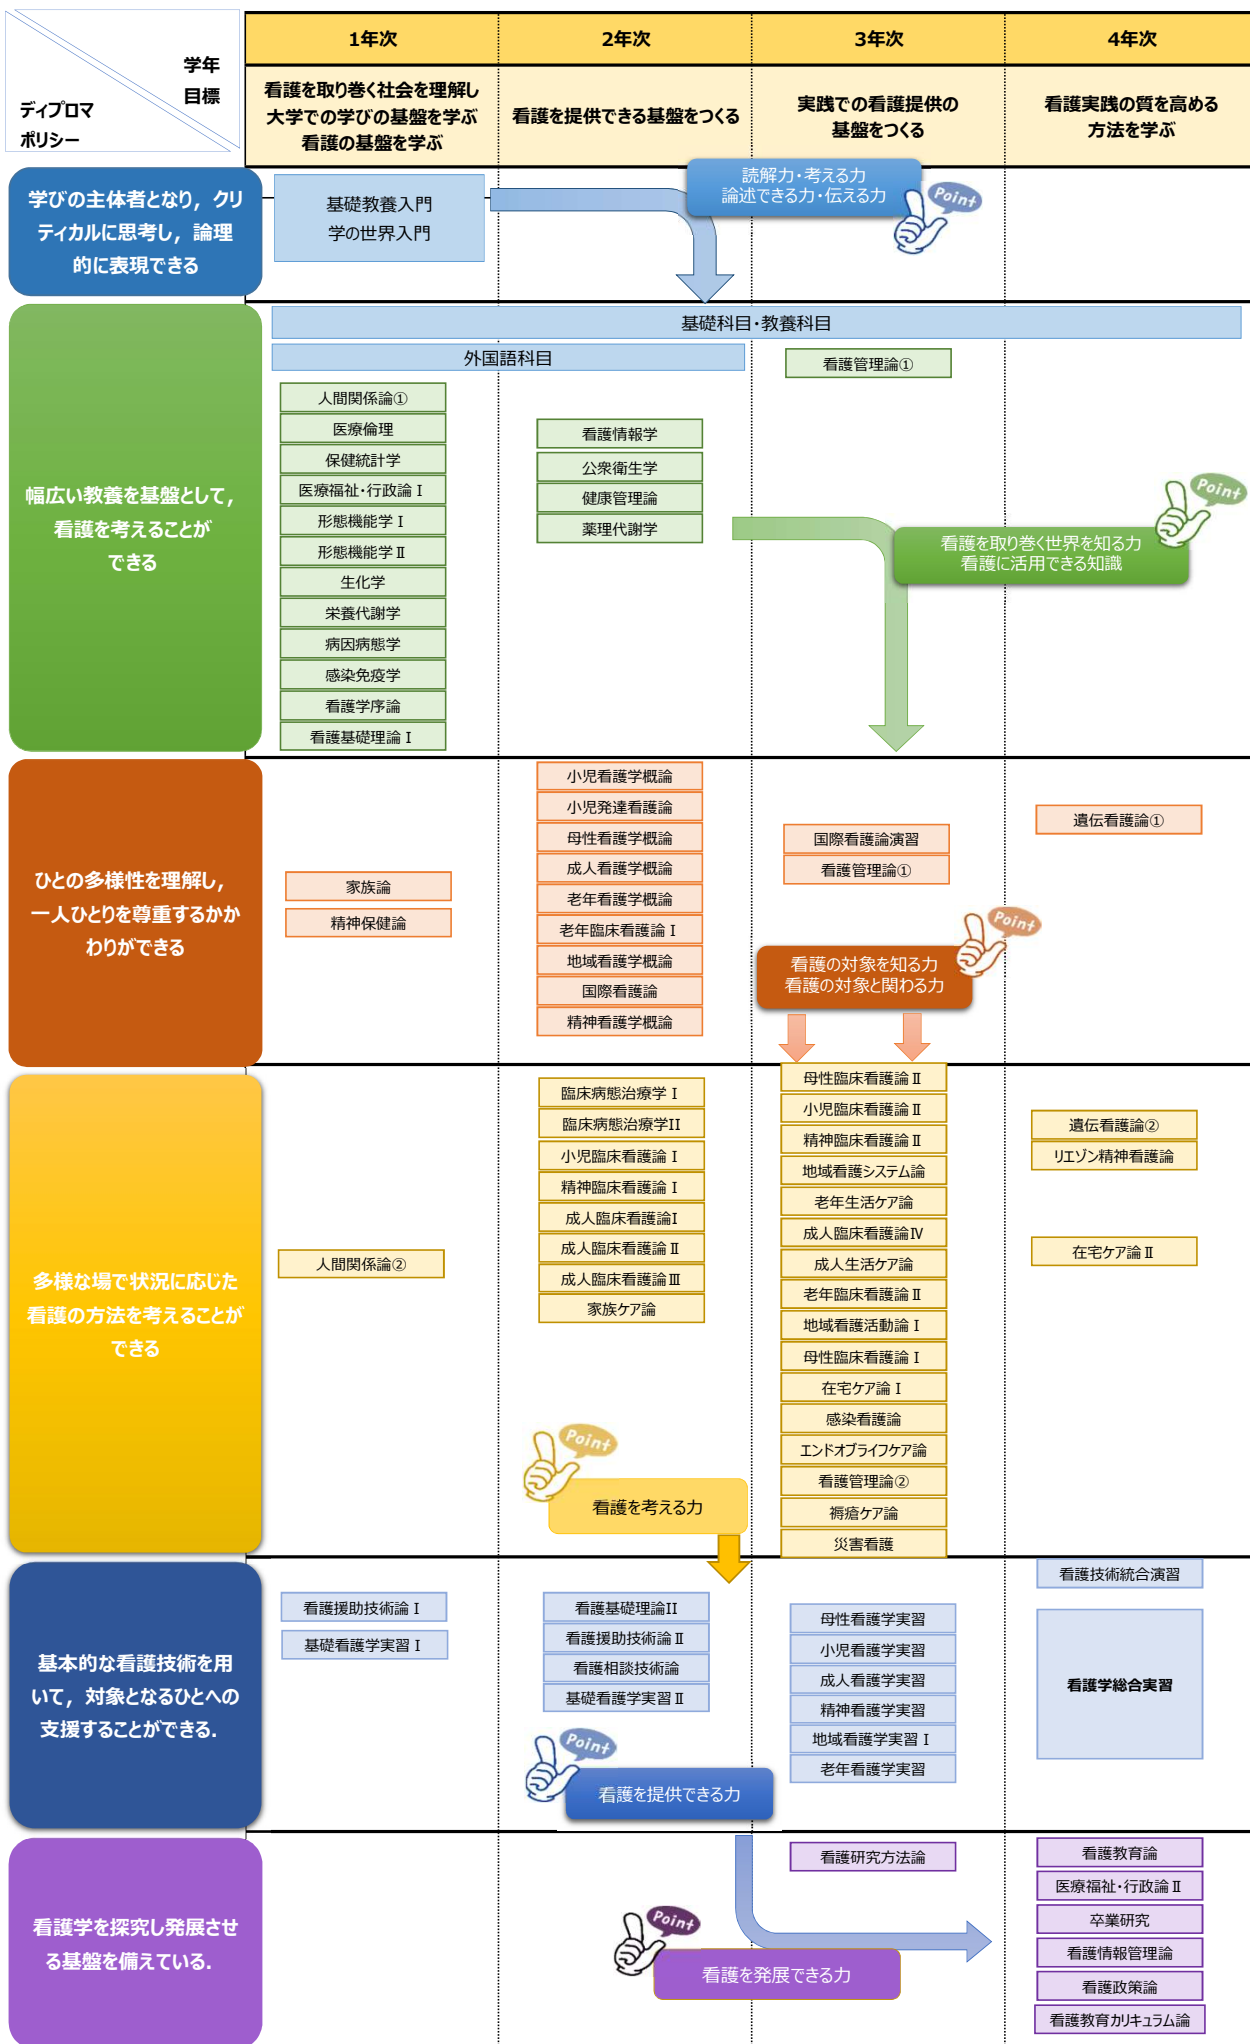 学年
目標
ディプロマ
ポリシー
1年次
2年次
3年次
4年次
看護を取り巻く社会を理解し
大学での学びの基盤を学ぶ
看護の基盤を学ぶ
看護を提供できる基盤をつくる
実践での看護提供の
基盤をつくる
看護実践の質を高める
方法を学ぶ
学びの主体者となり，クリ
ティカルに思考し，論理
的に表現できる
基礎教養入門
学の世界入門
読解力・考える力
論述できる力・伝える力
Point
幅広い教養を基盤として，
看護を考えることが
できる
基礎科目・教養科目
外国語科目
人間関係論①
医療倫理
保健統計学
医療福祉・行政論Ⅰ
形態機能学Ⅰ
形態機能学Ⅱ
生化学
栄養代謝学
病因病態学
感染免疫学
看護学序論
看護基礎理論Ⅰ
看護情報学
公衆衛生学
健康管理論
薬理代謝学
看護管理論①
看護を取り巻く世界を知る力
看護に活用できる知識
Point
ひとの多様性を理解し，
一人ひとりを尊重するかか
わりができる
家族論
精神保健論
小児看護学概論
小児発達看護論
母性看護学概論
成人看護学概論
老年看護学概論
老年臨床看護論Ⅰ
地域看護学概論
国際看護論
精神看護学概論
国際看護論演習
看護管理論①
看護の対象を知る力
看護の対象と関わる力
Point
遺伝看護論①
多様な場で状況に応じた
看護の方法を考えることが
できる
人間関係論②
臨床病態治療学Ⅰ
臨床病態治療学II
小児臨床看護論Ⅰ
精神臨床看護論Ⅰ
成人臨床看護論I
成人臨床看護論Ⅱ
成人臨床看護論Ⅲ
家族ケア論
Point
看護を考える力
母性臨床看護論Ⅱ
小児臨床看護論Ⅱ
精神臨床看護論Ⅱ
地域看護システム論
老年生活ケア論
成人臨床看護論Ⅳ
成人生活ケア論
老年臨床看護論Ⅱ
地域看護活動論Ⅰ
母性臨床看護論Ⅰ
在宅ケア論Ⅰ
感染看護論
エンドオブライフケア論
看護管理論②
褥瘡ケア論
災害看護
遺伝看護論②
リエゾン精神看護論
在宅ケア論Ⅱ
基本的な看護技術を用
いて，対象となるひとへの
支援することができる．
看護援助技術論Ⅰ
基礎看護学実習Ⅰ
看護基礎理論II
看護援助技術論Ⅱ
看護相談技術論
基礎看護学実習Ⅱ
Point
看護を提供できる力
母性看護学実習
小児看護学実習
成人看護学実習
精神看護学実習
地域看護学実習Ⅰ
老年看護学実習
看護技術統合演習
看護学総合実習
看護学を探究し発展させ
る基盤を備えている．
Point
看護を発展できる力
看護研究方法論
看護教育論
医療福祉・行政論Ⅱ
卒業研究
看護情報管理論
看護政策論
看護教育カリキュラム論